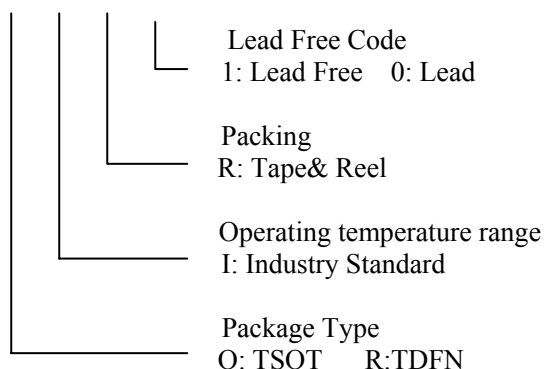 Lead Free Code
1: Lead Free 0: Lead
Packing
R: Tape& Reel
Operating temperature range
I: Industry Standard
Package Type
O: TSOT R:TDFN